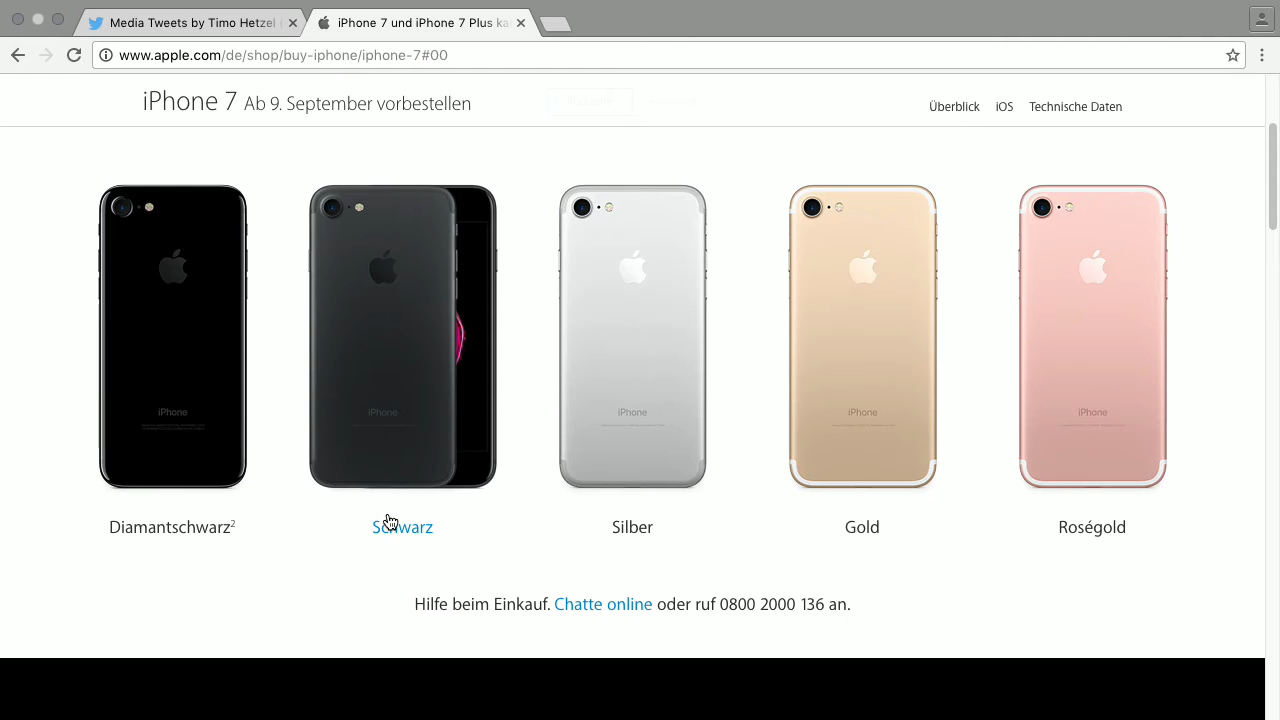 Media Tweets by Timo Hetzel
iPhone 7 und iPhone 7 Plus ka
www.apple.com/de/shop/buy-iphone/iphone-7#00
iPhone 7 Ab 9. September vorbestellen
Überblick iOS Technische Daten
iPhone
iPhone
iPhone
iPhone
iPhone
Diamantschwarz²
Schwarz
Silber
Gold
Roségold
Hilfe beim Einkauf. Chatte online oder ruf 0800 2000 136 an.